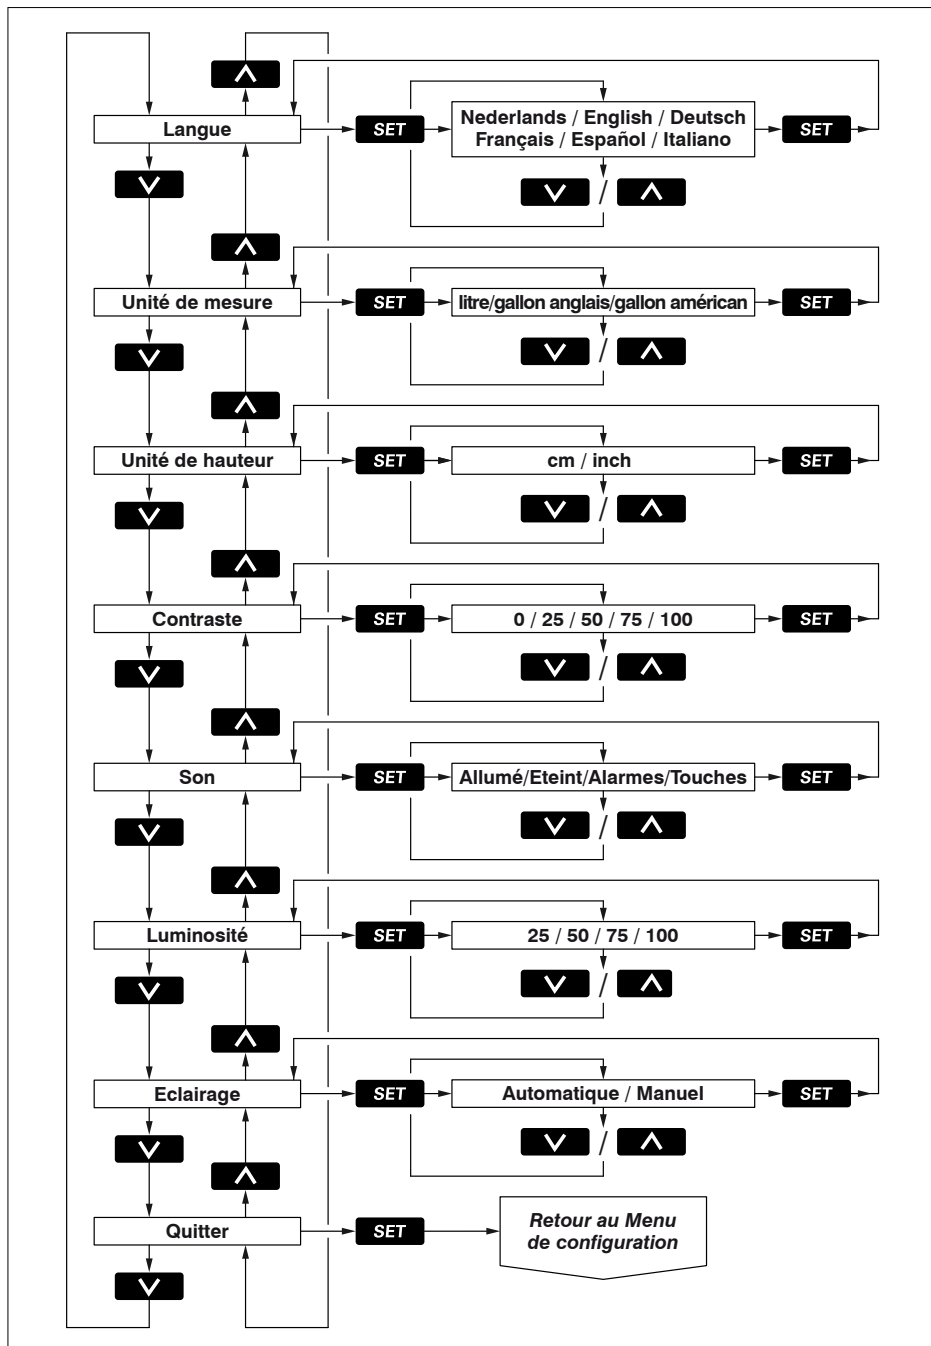 Langue
SET
Nederlands / English / Deutsch
Français / Español / Italiano
SET
/
Unité de mesure
SET
litre/gallon anglais/gallon américan
SET
/
Unité de hauteur
SET
cm / inch
SET
/
Contraste
SET
0 / 25 / 50 / 75 / 100
SET
/
Son
SET
Allumé/Eteint/Alarmes/Touches
SET
/
Luminosité
SET
25 / 50 / 75 / 100
SET
/
Eclairage
SET
Automatique / Manuel
SET
/
Quitter
SET
Retour au Menu
de configuration